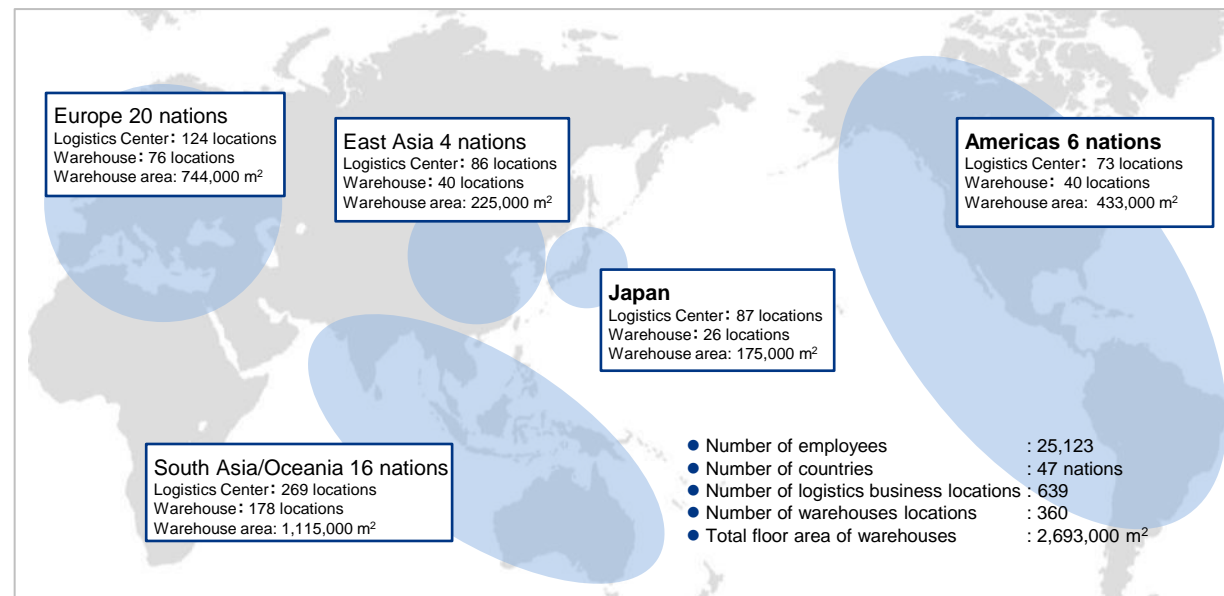 Europe 20 nations
Logistics Center： 124 locations
Warehouse： 76 locations
Warehouse area: 744,000 m²
East Asia 4 nations
Logistics Center： 86 locations
Warehouse： 40 locations
Warehouse area: 225,000 m²
Americas 6 nations
Logistics Center： 73 locations
Warehouse： 40 locations
Warehouse area: 433,000 m²
Japan
Logistics Center： 87 locations
Warehouse： 26 locations
Warehouse area: 175,000 m²
South Asia/Oceania 16 nations
Logistics Center： 269 locations
Warehouse： 178 locations
Warehouse area: 1,115,000 m²
● Number of employees : 25,123
● Number of countries : 47 nations
● Number of logistics business locations : 639
● Number of warehouses locations : 360
● Total floor area of warehouses : 2,693,000 m²